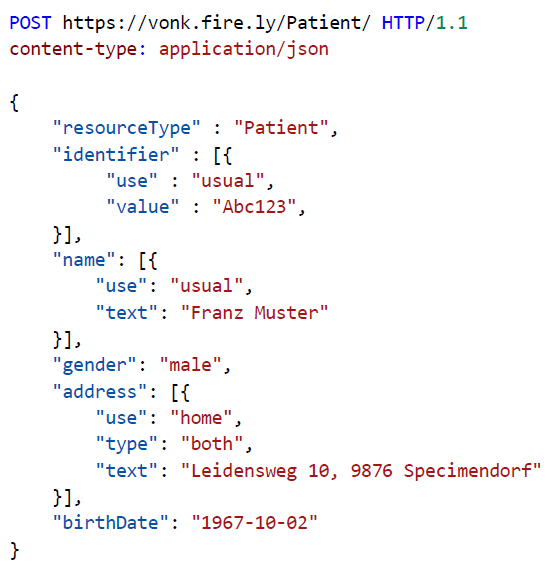 POST https://vonk.fire.ly/Patient/ HTTP/1.1
content-type: application/json

{
    "resourceType" : "Patient",
    "identifier" : [{
        "use" : "usual",
        "value" : "Abc123",
    }],
    "name": [{
        "use": "usual",
        "text": "Franz Muster"
    }],
    "gender": "male",
    "address": [{
        "use": "home",
        "type": "both",
        "text": "Leidensweg 10, 9876 Specimendorf"
    }],
    "birthDate": "1967-10-02"
}